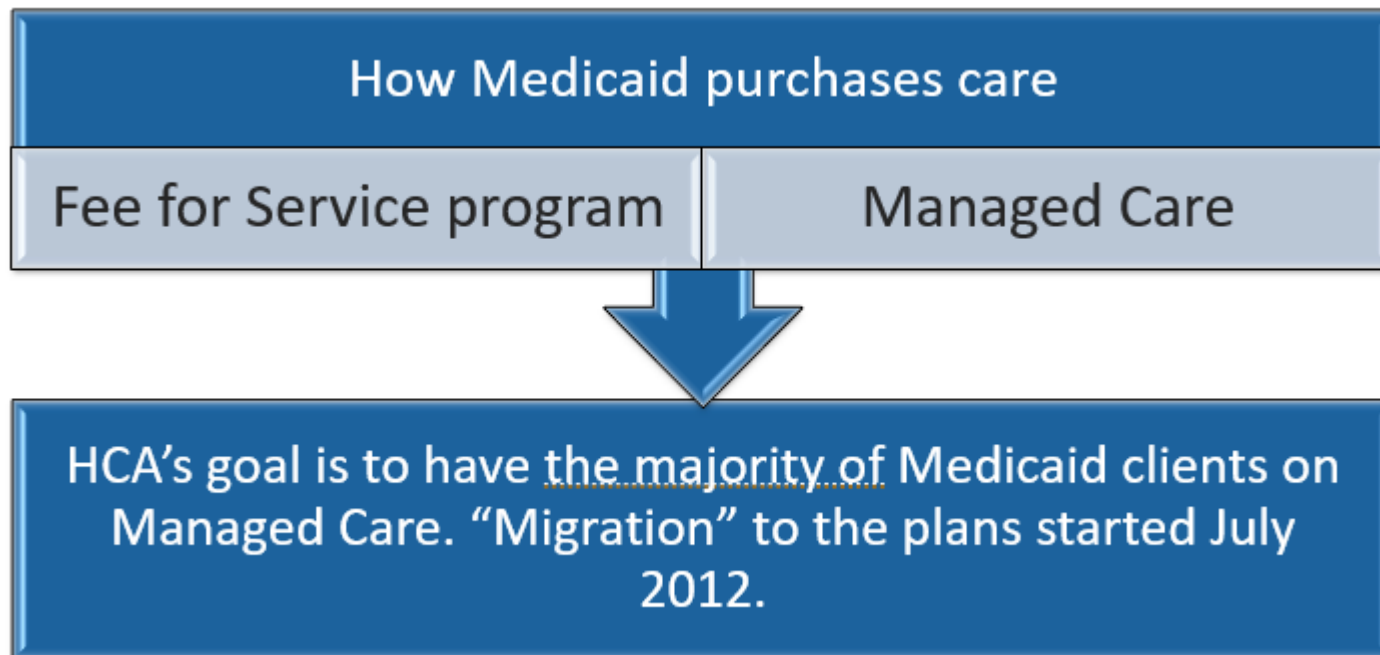 How Medicaid purchases care
Fee for Service program
Managed Care
HCA’s goal is to have the majority of Medicaid clients on
Managed Care. “Migration” to the plans started July
2012.